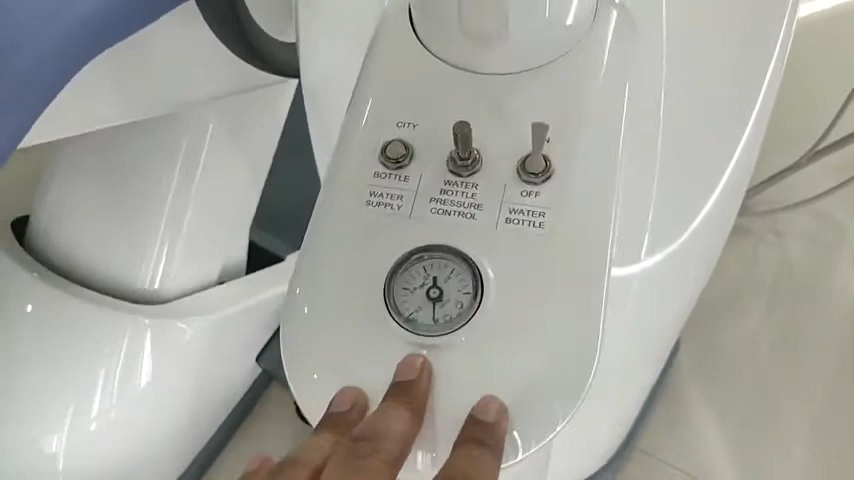 CITY
BOTTLE
WATER
SUPPLY
WATER
BOTTLE
PRESSURE
CONTROL
OFF
WATER
BOTTLE